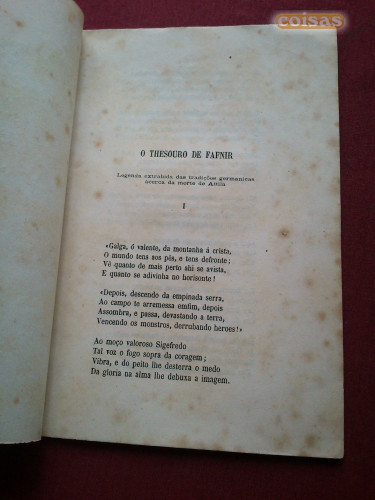 coisas
O THESOURO DE FAFNIR
Legenda extrahida das tradições germanicas
ácerca da morte de Attila
I
«Galga, ó valente, da montanha á crista,
O mundo tens aos pés, e tens defronte;
Vê quanto de mais perto ahi se avista,
E quanto se adivinha no horisonte!
«Depois, descendo da empinada serra,
Ao campo te arremessa emfim, depois
Assombra, e passa, devastando a terra,
Vencendo os monstros, derrubando heroes!»
Ao moço valoroso Sigefredo
Tal voz o fogo sopra da coragem;
Vibra, e do peito lhe desterra o medo
Da gloria na alma lhe debuxa a imagem.